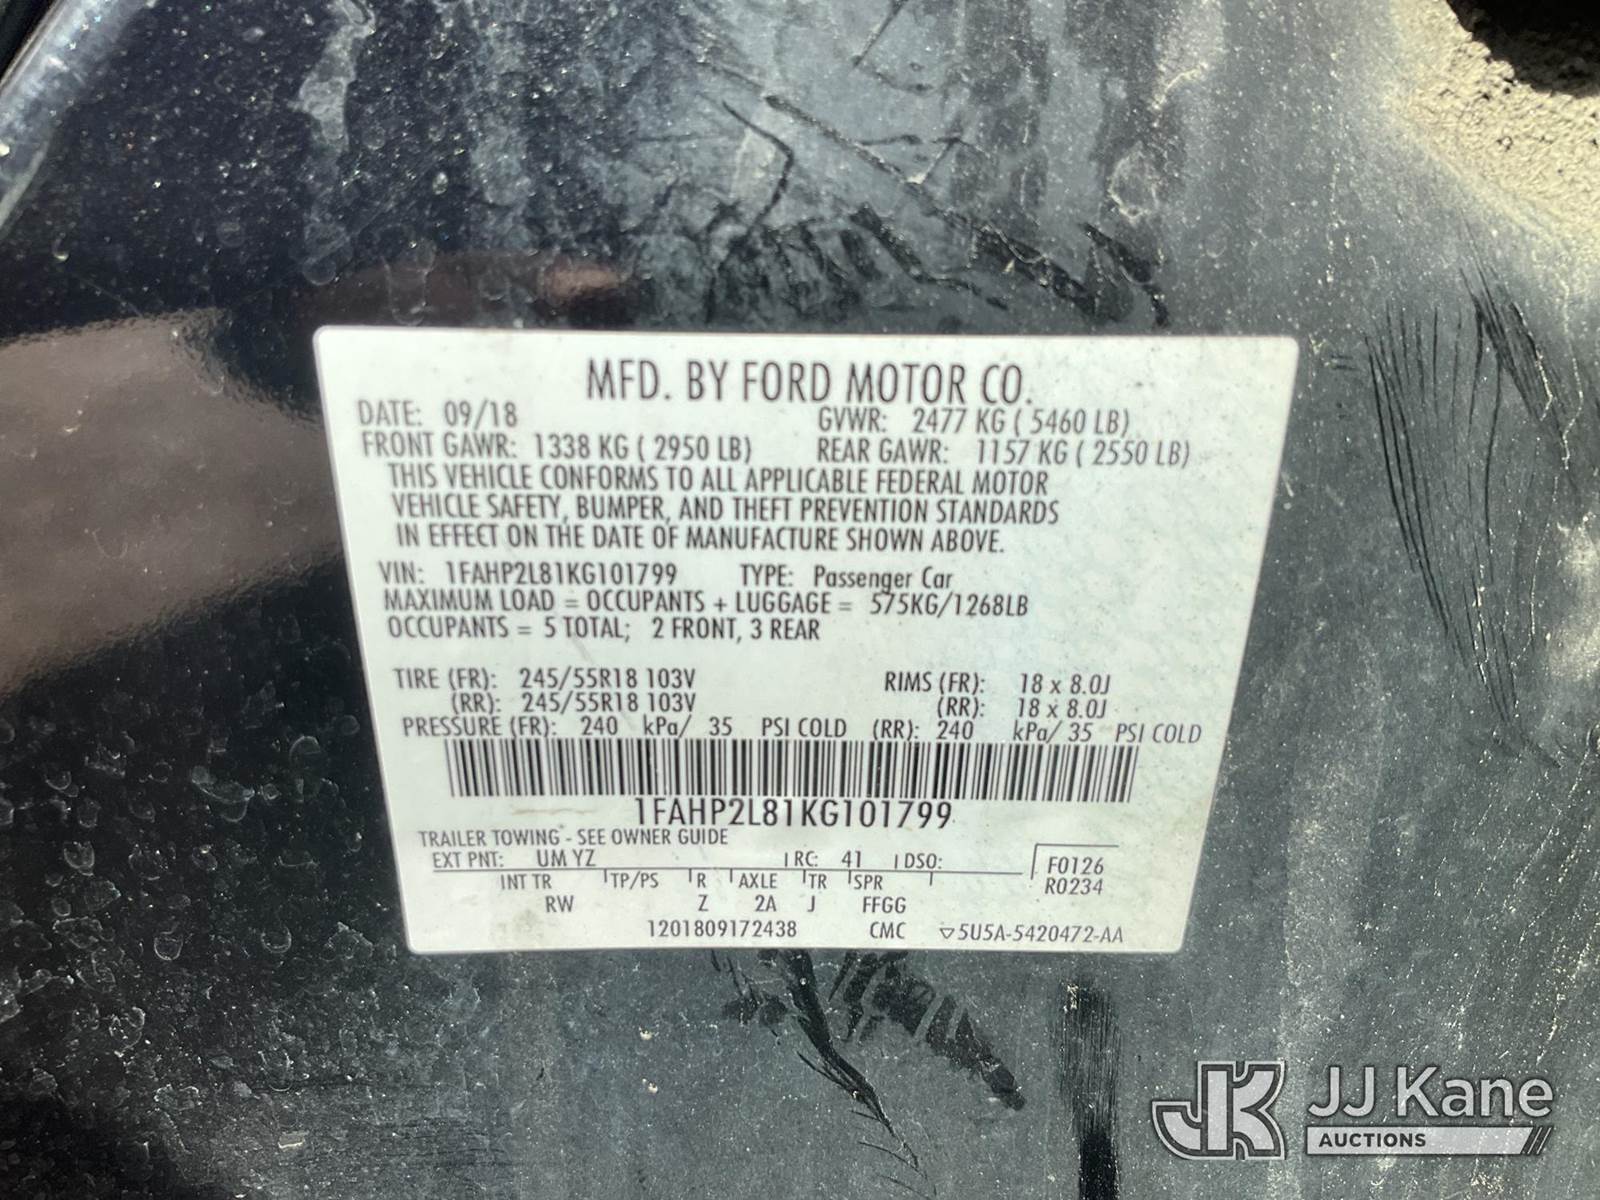 MFD. BY FORD MOTOR CO.
DATE: 09/18 GVWR: 2477 KG ( 5460 LB)
FRONT GAWR: 1338 KG ( 2950 LB) REAR GAWR: 1157 KG ( 2550 LB)
THIS VEHICLE CONFORMS TO ALL APPLICABLE FEDERAL MOTOR
VEHICLE SAFETY, BUMPER, AND THEFT PREVENTION STANDARDS
IN EFFECT ON THE DATE OF MANUFACTURE SHOWN ABOVE.
VIN: 1FAHP2L81KG101799 TYPE: Passenger Car
MAXIMUM LOAD = OCCUPANTS + LUGGAGE = 575KG/1268LB
OCCUPANTS = 5 TOTAL; 2 FRONT, 3 REAR
TIRE (FR): 245/55R18 103V RIMS (FR): 18 x 8.0J
(RR): 245/55R18 103V (RR): 18 x 8.0J
PRESSURE (FR): 240 kPa/ 35 PSI COLD (RR): 240 kPa/ 35 PSI COLD
1FAHP2L81KG101799
TRAILER TOWING - SEE OWNER GUIDE
EXT PNT: UM YZ RC: 41 DSO: F0126
INT TR TP/PS R AXLE TR SPR R0234
RW Z 2A J FFGG
1201809172438 CMC ▽5U5A-5420472-AA
JK JJ Kane
AUCTIONS